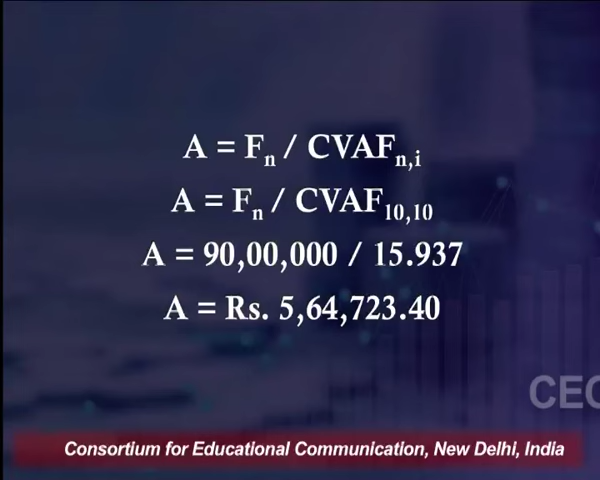 A = Fn / CVAFn,i
A = Fn / CVAF10,10
A = 90,00,000 / 15.937
A = Rs. 5,64,723.40
CEC
Consortium for Educational Communication, New Delhi, India